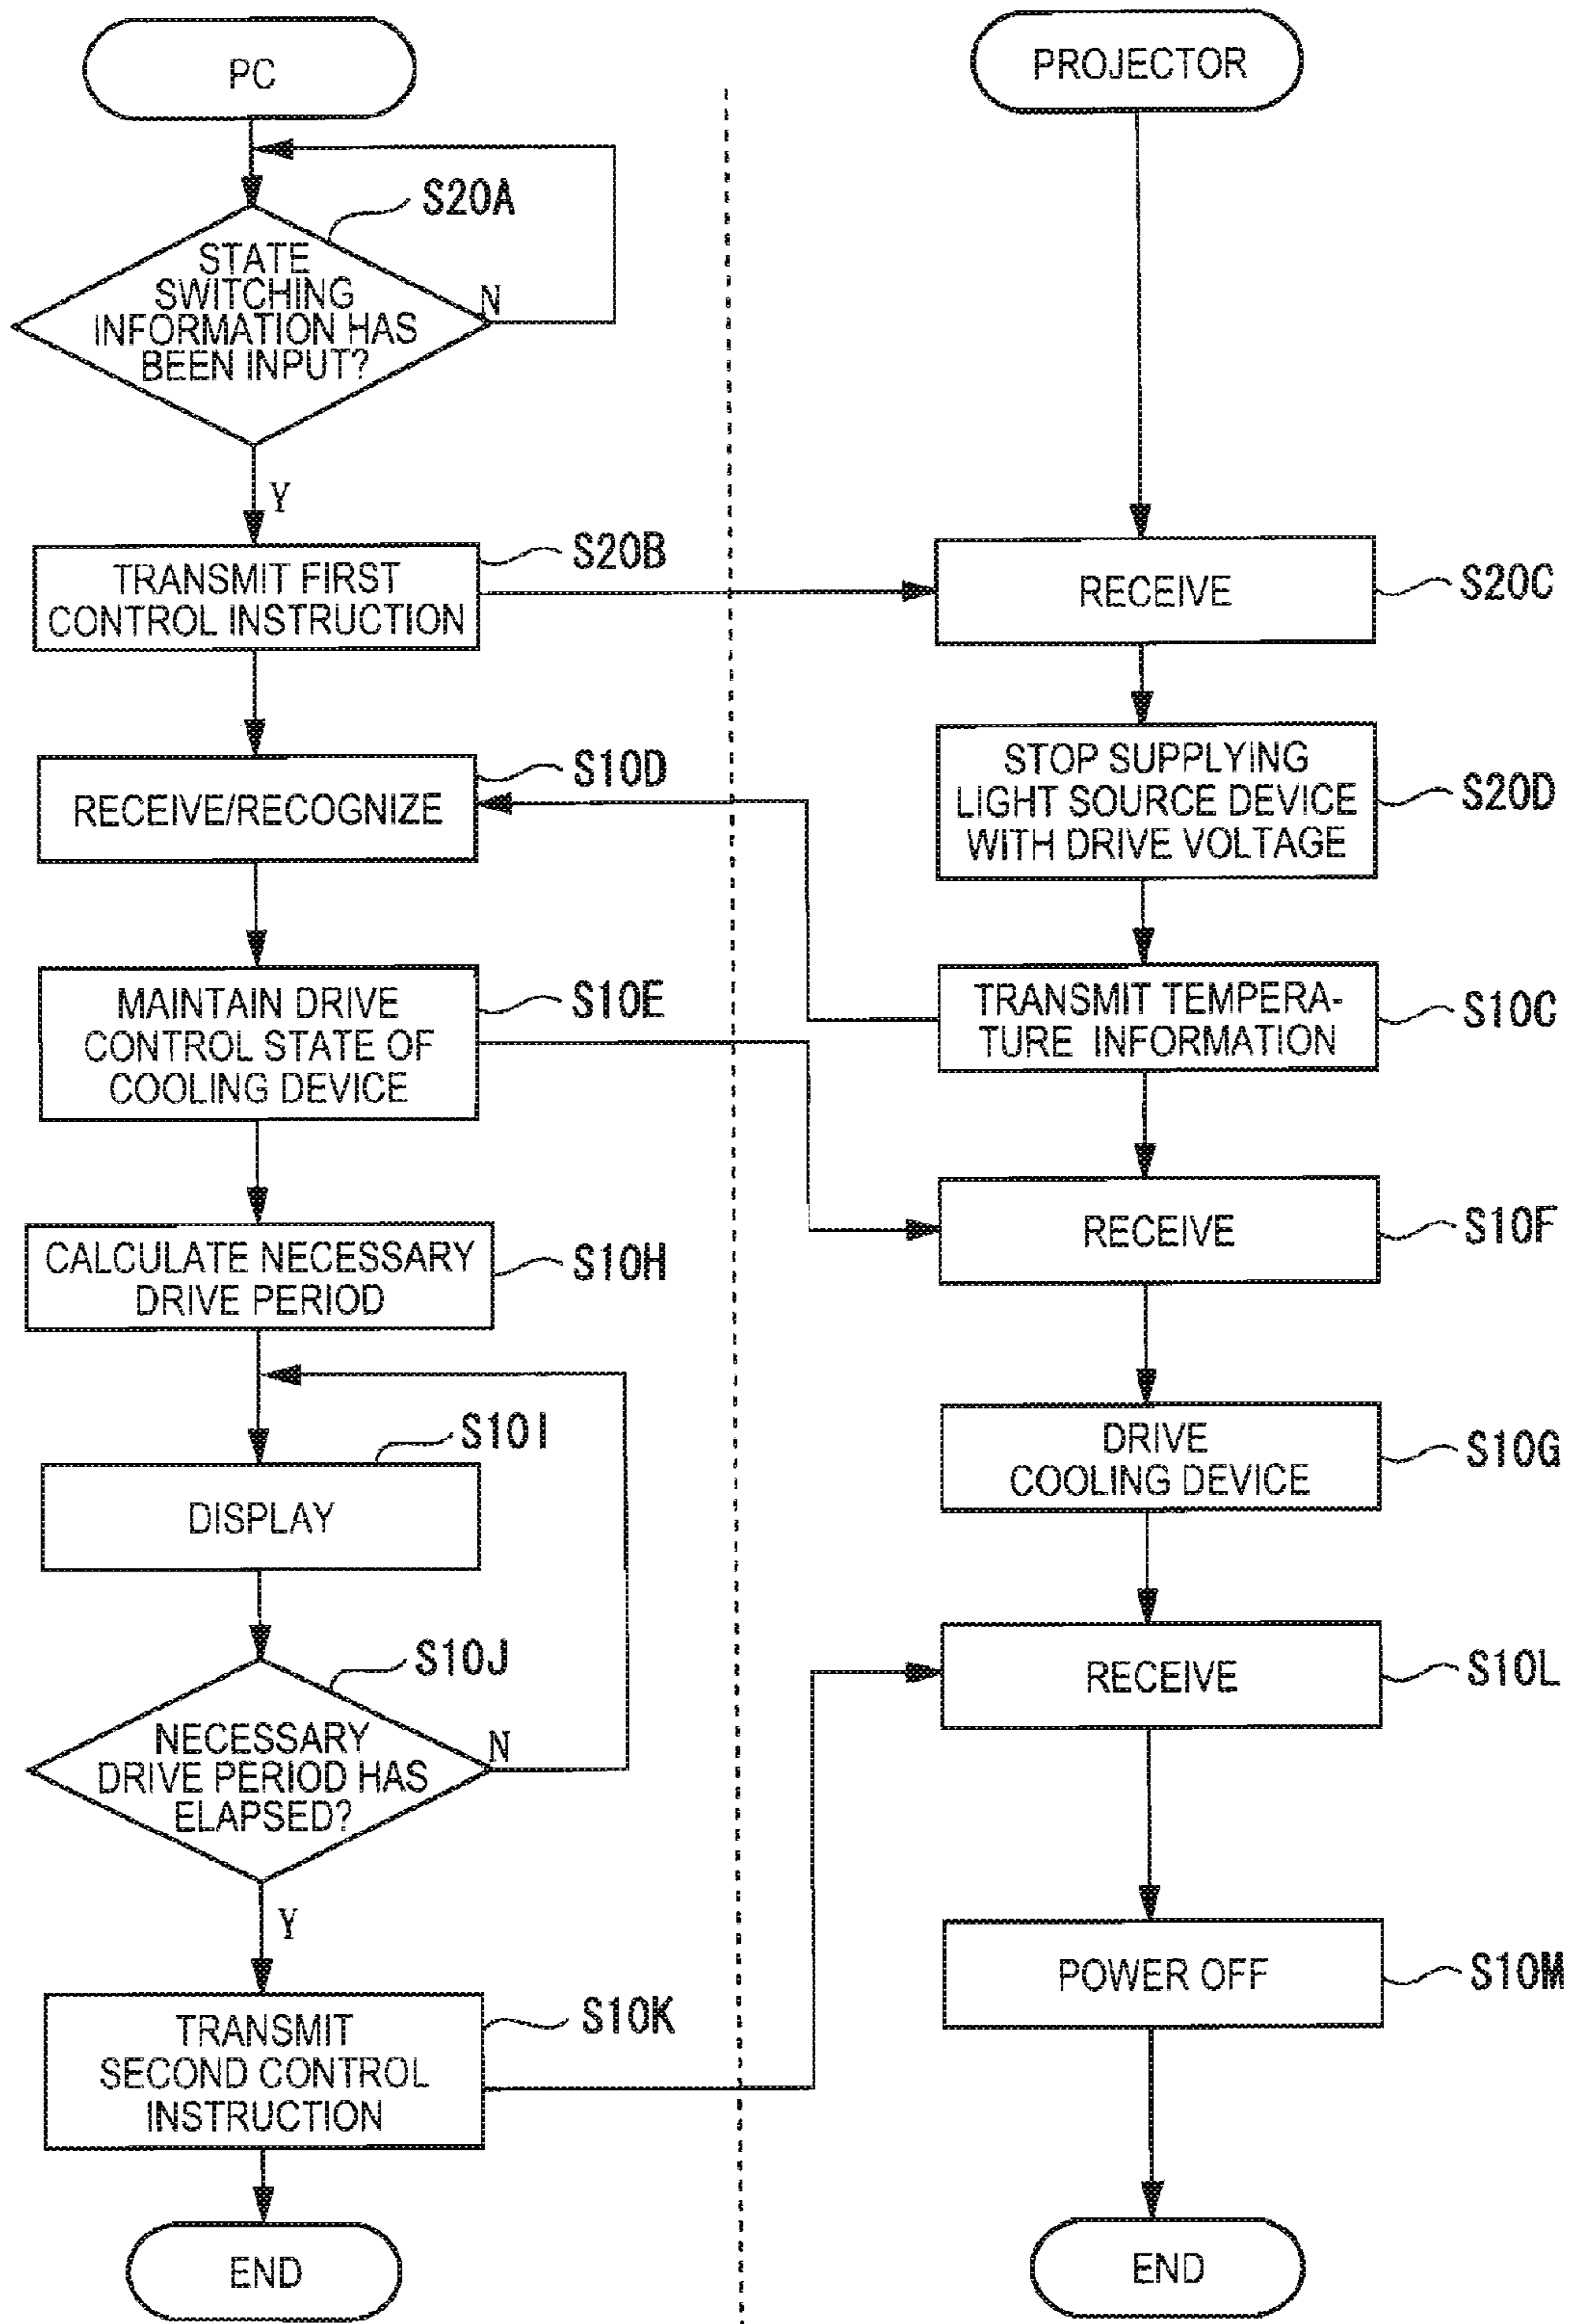 PC
S20A
STATE
SWITCHING
INFORMATION HAS
BEEN INPUT?
N
Y
TRANSMIT FIRST
CONTROL INSTRUCTION
S20B
RECEIVE/RECOGNIZE
S10D
MAINTAIN DRIVE
CONTROL STATE OF
COOLING DEVICE
S10E
CALCULATE NECESSARY
DRIVE PERIOD
S10H
S10I
DISPLAY
S10J
NECESSARY
DRIVE PERIOD HAS
ELAPSED?
N
Y
TRANSMIT
SECOND CONTROL
INSTRUCTION
S10K
END
PROJECTOR
RECEIVE
S20C
STOP SUPPLYING
LIGHT SOURCE DEVICE
WITH DRIVE VOLTAGE
S20D
TRANSMIT TEMPERA-
TURE INFORMATION
S10C
RECEIVE
S10F
DRIVE
COOLING DEVICE
S10G
RECEIVE
S10L
POWER OFF
S10M
END